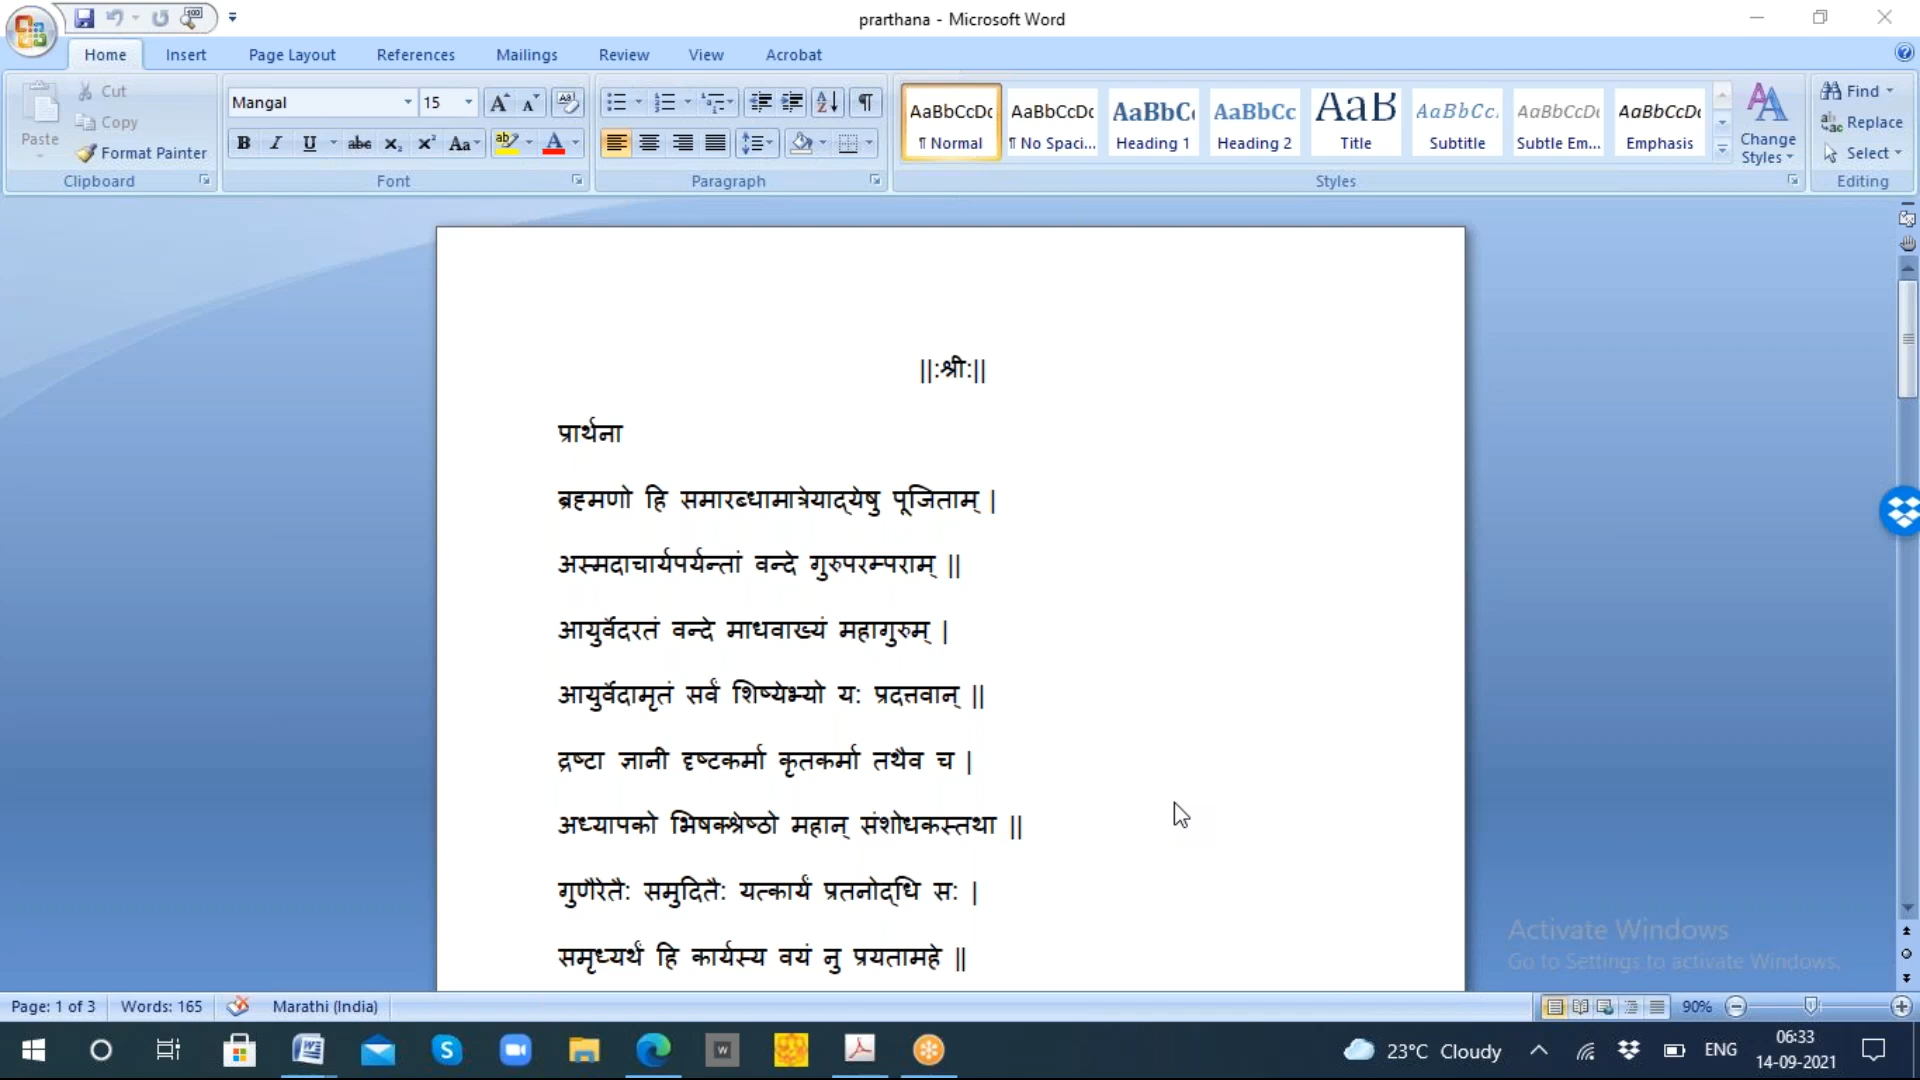 prarthana - Microsoft Word
Home Insert Page Layout References Mailings Review View Acrobat
Cut
Copy
Format Painter
Paste
Clipboard
Mangal 15
Font
Paragraph
AaBbCcDc AaBbCcDc AaBbC AaBbCc AaB AaBbCc. AaBbCcDc AaBbCcDc
¶ Normal ¶ No Spaci... Heading 1 Heading 2 Title Subtitle Subtle Em... Emphasis
Change Styles
Styles
Find
Replace
Select
Editing
||:श्री:||
प्रार्थना
ब्रह्मणो हि समारब्धामात्रेयाद्येषु पूजिताम् |
अस्मदाचार्यपर्यन्तां वन्दे गुरुपरम्पराम् ||
आयुर्वेदरतं वन्दे माधवाख्यं महागुरुम् |
आयुर्वेदामृतं सर्वं शिष्येभ्यो य: प्रदत्तवान् ||
द्रष्टा ज्ञानी दृष्टकर्मा कृतकर्मा तथैव च |
अध्यापको भिषक्श्रेष्ठो महान् संशोधकस्तथा ||
गुणैरेतै: समुदितै: यत्कार्यं प्रतनोद्धि स: |
समृध्यर्थं हि कार्यस्य वयं नु प्रयतामहे ||
Activate Windows
Go to Settings to activate Windows.
Page: 1 of 3 Words: 165 Marathi (India) 90%
23°C Cloudy ENG 06:33
14-09-2021